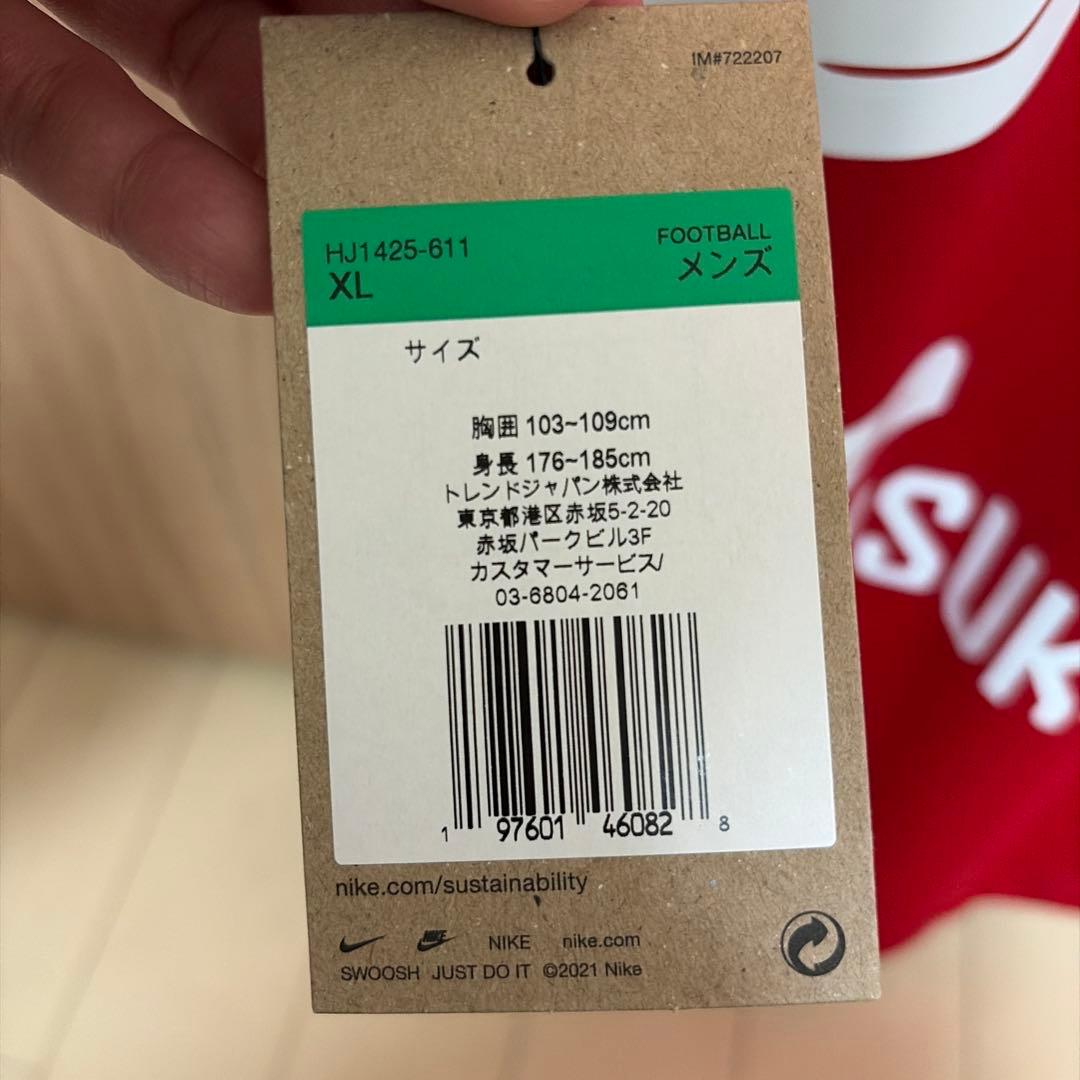 IM#722207
HJ1425-611
XL
FOOTBALL
メンズ
サイズ
胸囲 103~109cm
身長 176~185cm
トレンドジャパン株式会社
東京都港区赤坂5-2-20
赤坂パークビル3F
カスタマーサービス/
03-6804-2061
1 97601 46082 8
nike.com/sustainability
NIKE NIKE nike.com
SWOOSH JUST DO IT ©2021 Nike
SUK